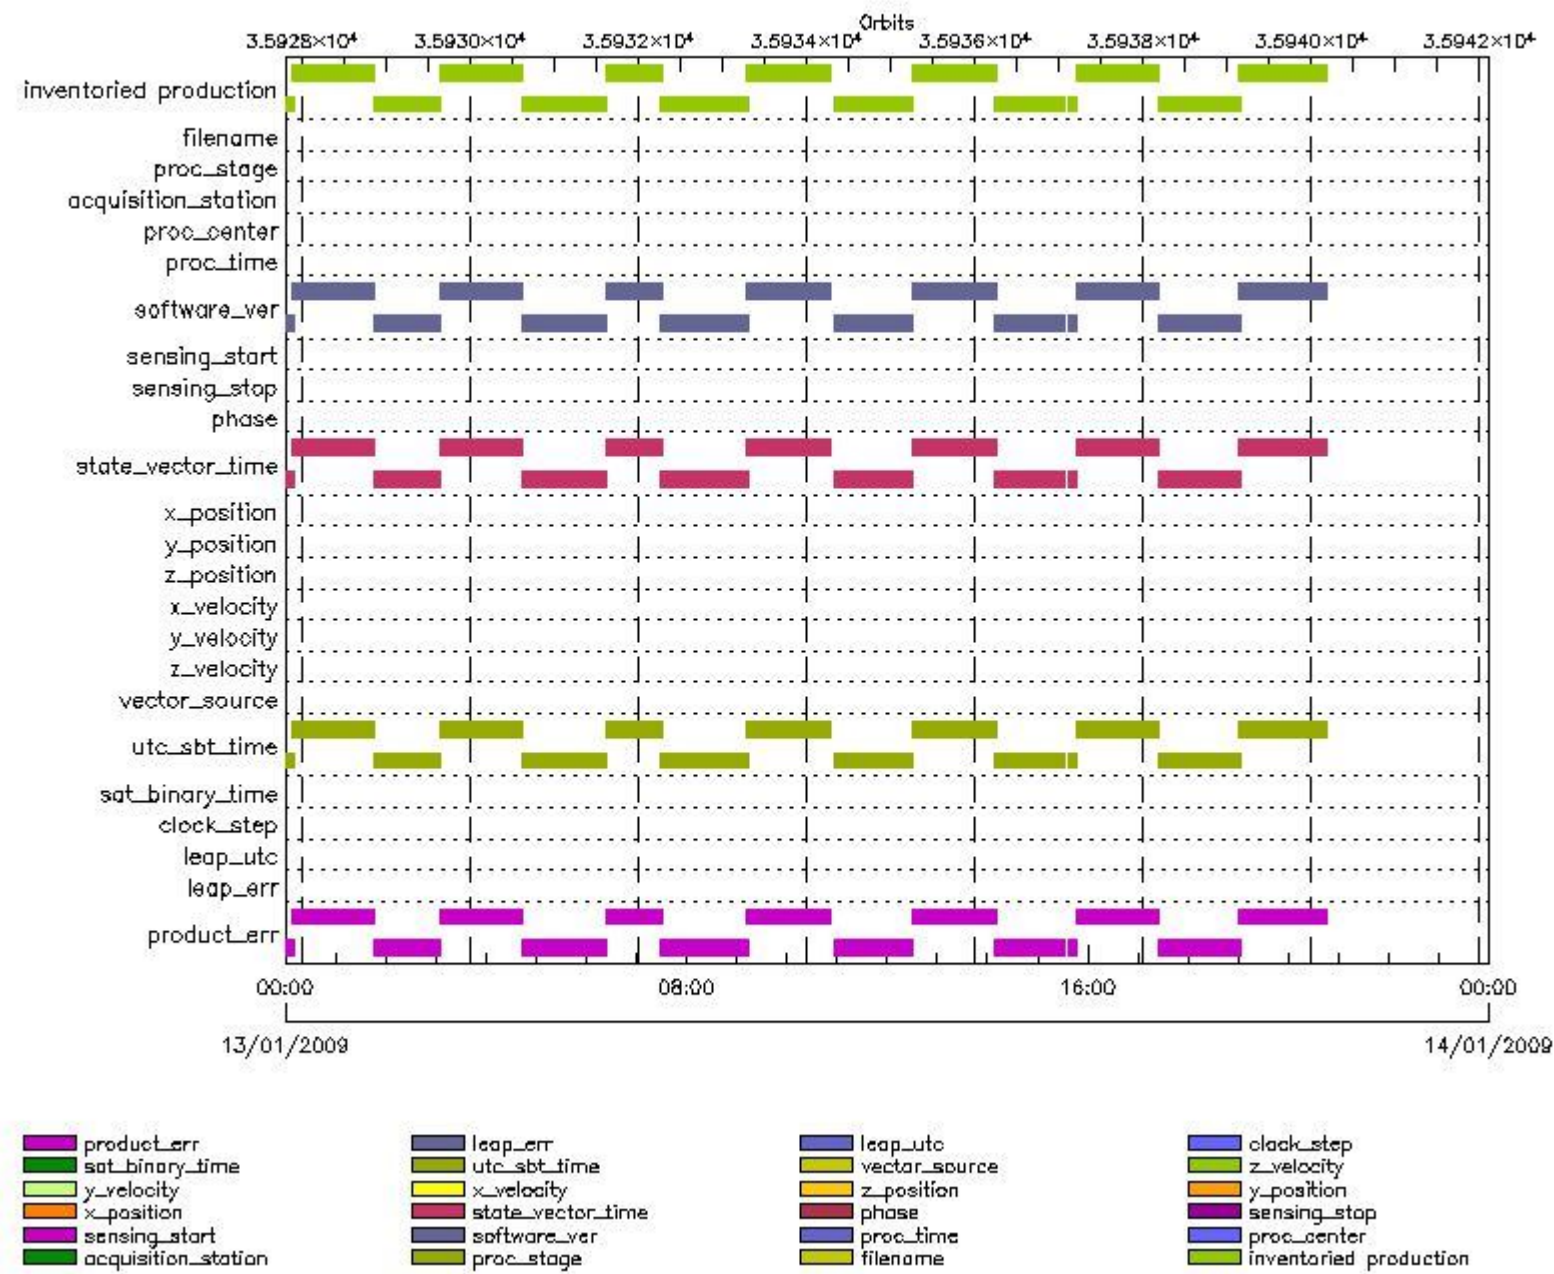 Orbits
3.5928×10⁴ 3.5930×10⁴ 3.5932×10⁴ 3.5934×10⁴ 3.5936×10⁴ 3.5938×10⁴ 3.5940×10⁴ 3.5942×10⁴
inventoried production
filename
proc_stage
acquisition_station
proc_center
proc_time
software_ver
sensing_start
sensing_stop
phase
state_vector_time
x_position
y_position
z_position
x_velocity
y_velocity
z_velocity
vector_source
utc_sbt_time
sat_binary_time
clock_step
leap_utc
leap_err
product_err
00:00 08:00 16:00 00:00
13/01/2009 14/01/2009
product_err leap_err leap_utc clock_step
sat_binary_time utc_sbt_time vector_source z_velocity
y_velocity x_velocity z_position y_position
x_position state_vector_time phase sensing_stop
sensing_start software_ver proc_time proc_center
acquisition_station proc_stage filename inventoried production